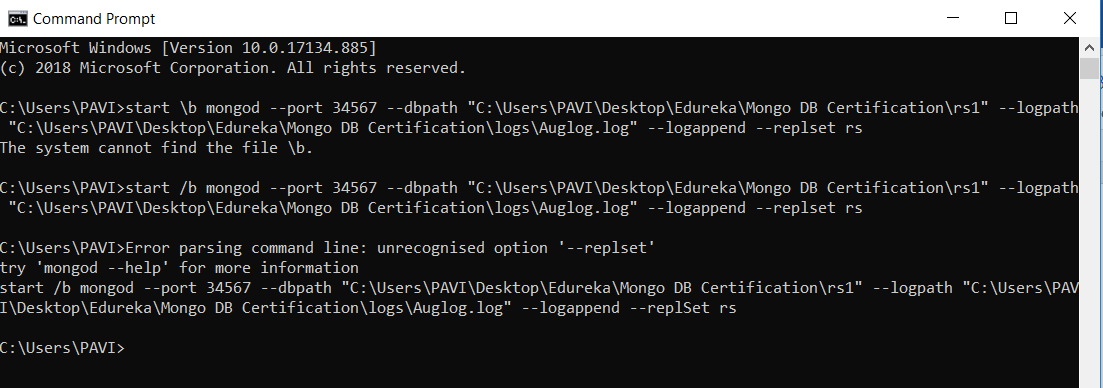 Command Prompt
Microsoft Windows [Version 10.0.17134.885]
(c) 2018 Microsoft Corporation. All rights reserved.
C:\Users\PAVI>start \b mongod --port 34567 --dbpath "C:\Users\PAVI\Desktop\Edureka\Mongo DB Certification\rs1" --logpath
"C:\Users\PAVI\Desktop\Edureka\Mongo DB Certification\logs\Auglog.log" --logappend --replset rs
The system cannot find the file \b.
C:\Users\PAVI>start /b mongod --port 34567 --dbpath "C:\Users\PAVI\Desktop\Edureka\Mongo DB Certification\rs1" --logpath
"C:\Users\PAVI\Desktop\Edureka\Mongo DB Certification\logs\Auglog.log" --logappend --replset rs
C:\Users\PAVI>Error parsing command line: unrecognised option '--replset'
try 'mongod --help' for more information
start /b mongod --port 34567 --dbpath "C:\Users\PAVI\Desktop\Edureka\Mongo DB Certification\rs1" --logpath "C:\Users\PAV
I\Desktop\Edureka\Mongo DB Certification\logs\Auglog.log" --logappend --replSet rs
C:\Users\PAVI>